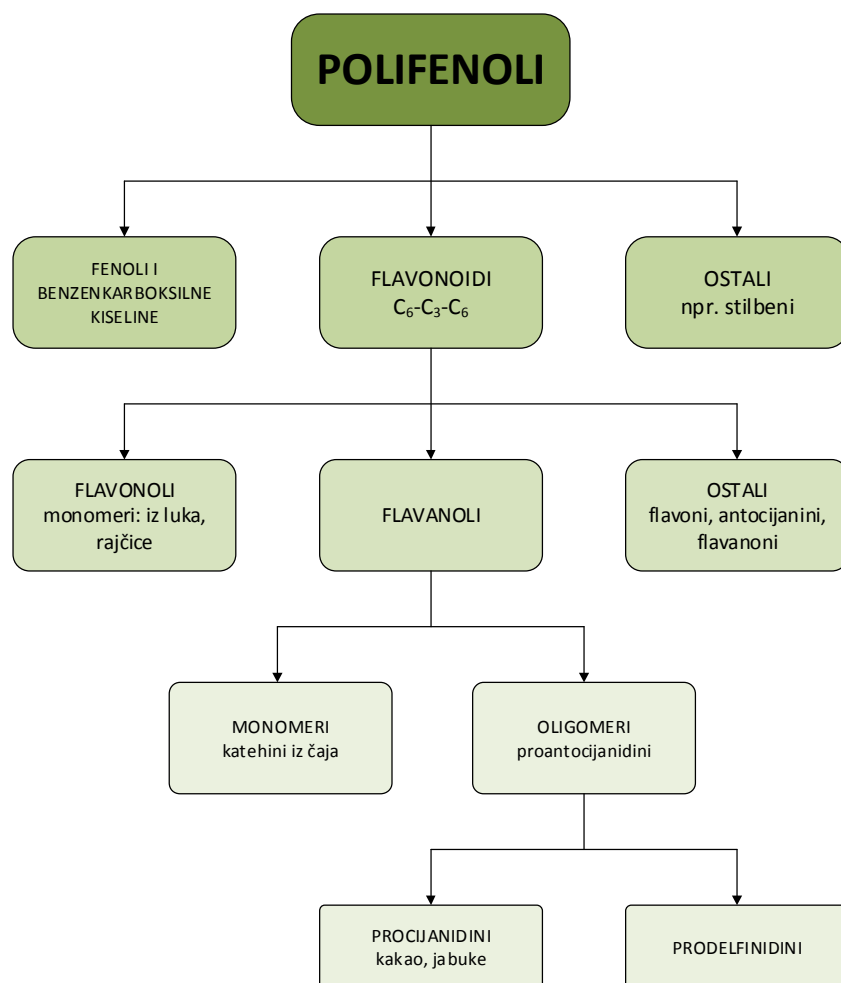 POLIFENOLI
FENOLI I
BENZENKARBOKSILNE
KISELINE
FLAVONOIDI
C₆-C₃-C₆
OSTALI
npr. stilbeni
FLAVONOLI
monomeri: iz luka,
rajčice
FLAVANOLI
OSTALI
flavoni, antocijanini,
flavanoni
MONOMERI
katehini iz čaja
OLIGOMERI
proantocijanidini
PROCIJANIDINI
kakao, jabuke
PRODELFINIDINI